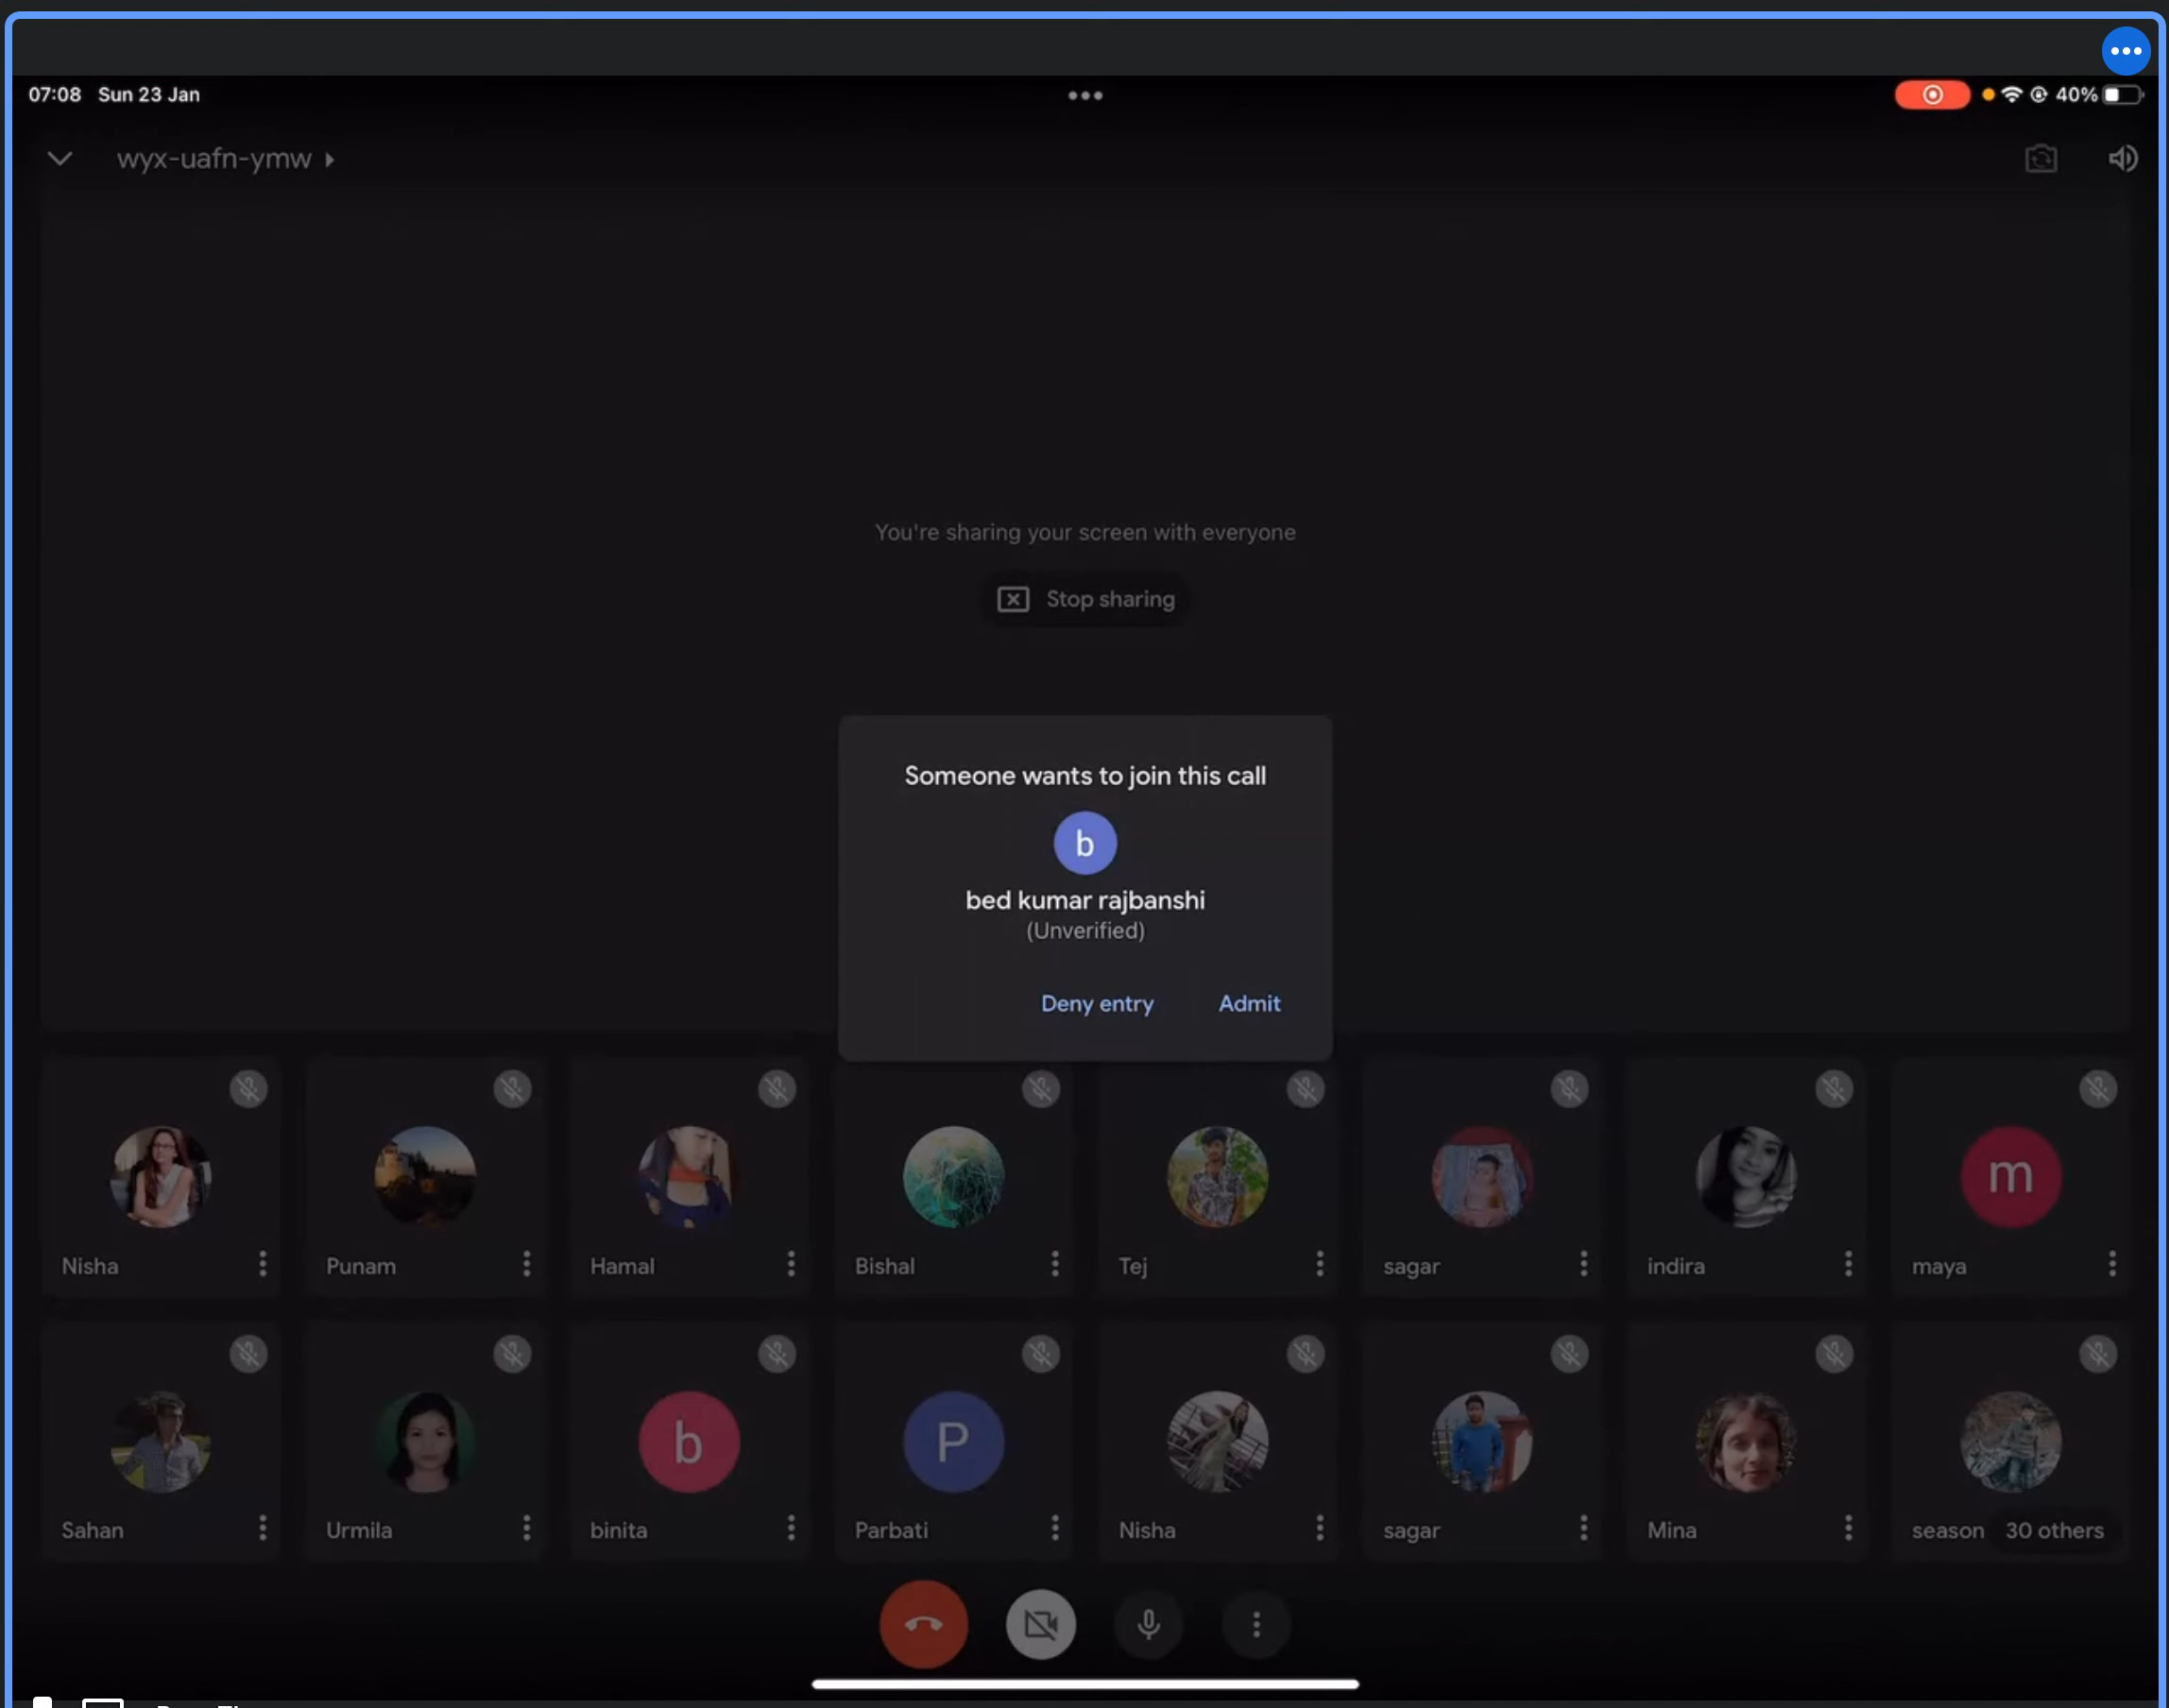 07:08 Sun 23 Jan
40%
wyx-uafn-ymw
You're sharing your screen with everyone
Stop sharing
Someone wants to join this call
b
bed kumar rajbanshi
(Unverified)
Deny entry Admit
m
Nisha Punam Hamal Bishal Tej sagar indira maya
b P
Sahan Urmila binita Parbati Nisha sagar Mina season 30 others